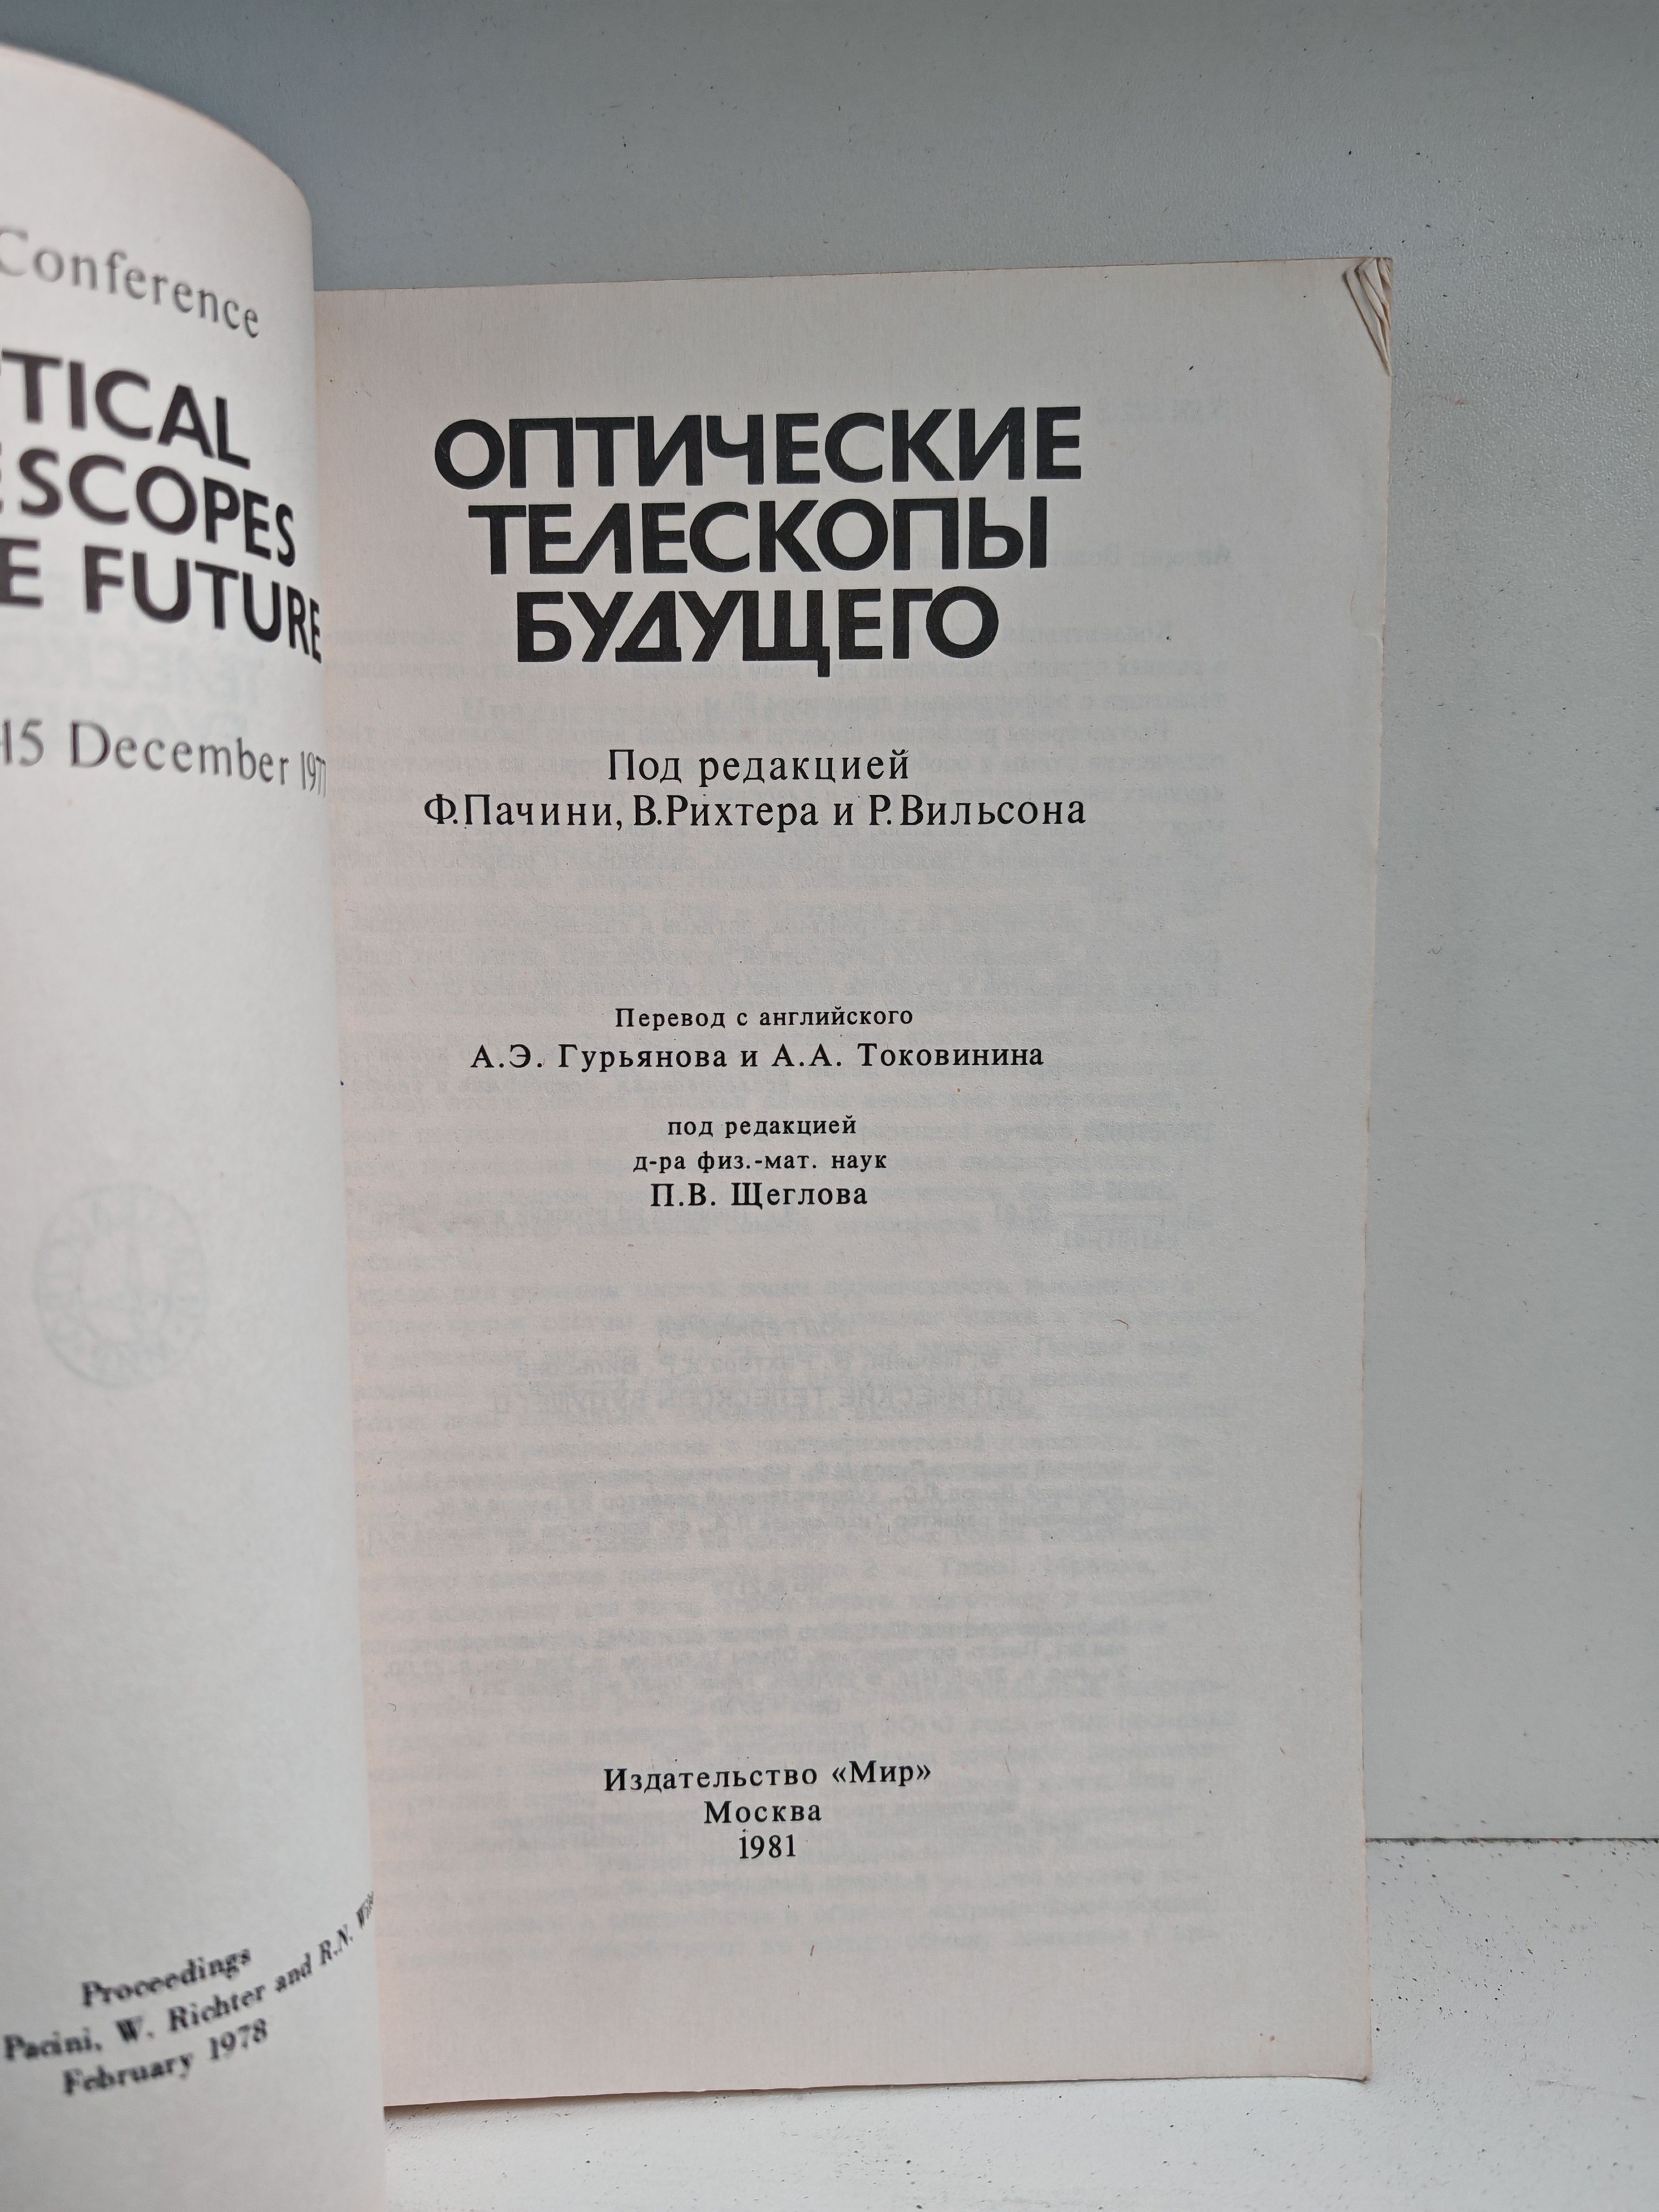 Conference
TICAL
ESCOPES
E FUTURE
15 December 1977
Proceedings
Pacini, W. Richter and R.N.
February 1978
ОПТИЧЕСКИЕ
ТЕЛЕСКОПЫ
БУДУЩЕГО
Под редакцией
Ф.Пачини, В.Рихтера и Р.Вильсона
Перевод с английского
А.Э. Гурьянова и А.А. Токовинина
под редакцией
д-ра физ.-мат. наук
П.В. Щеглова
Издательство «Мир»
Москва
1981